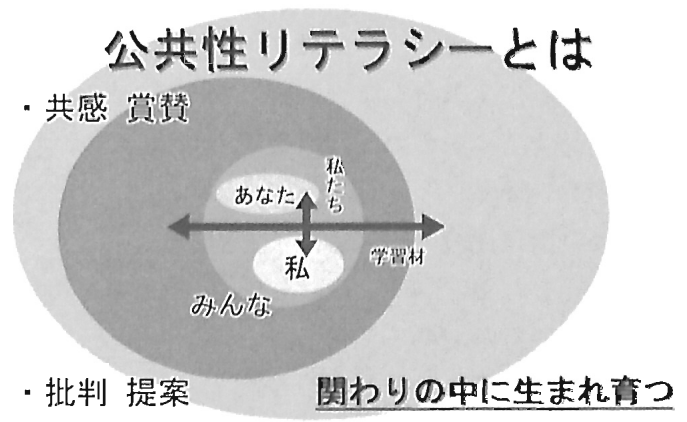 公共性リテラシーとは
・共感 賞賛
私たち
あなた
学習材
私
みんな
・批判 提案
関わりの中に生まれ育つ